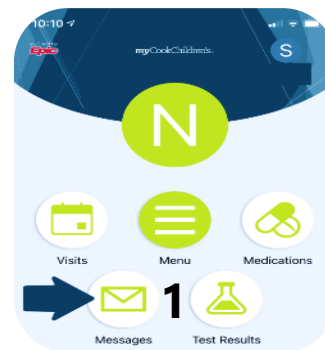 10:10
Epic
myCookChildren's.
S
N
Visits
Menu
Medications
1
Messages
Test Results